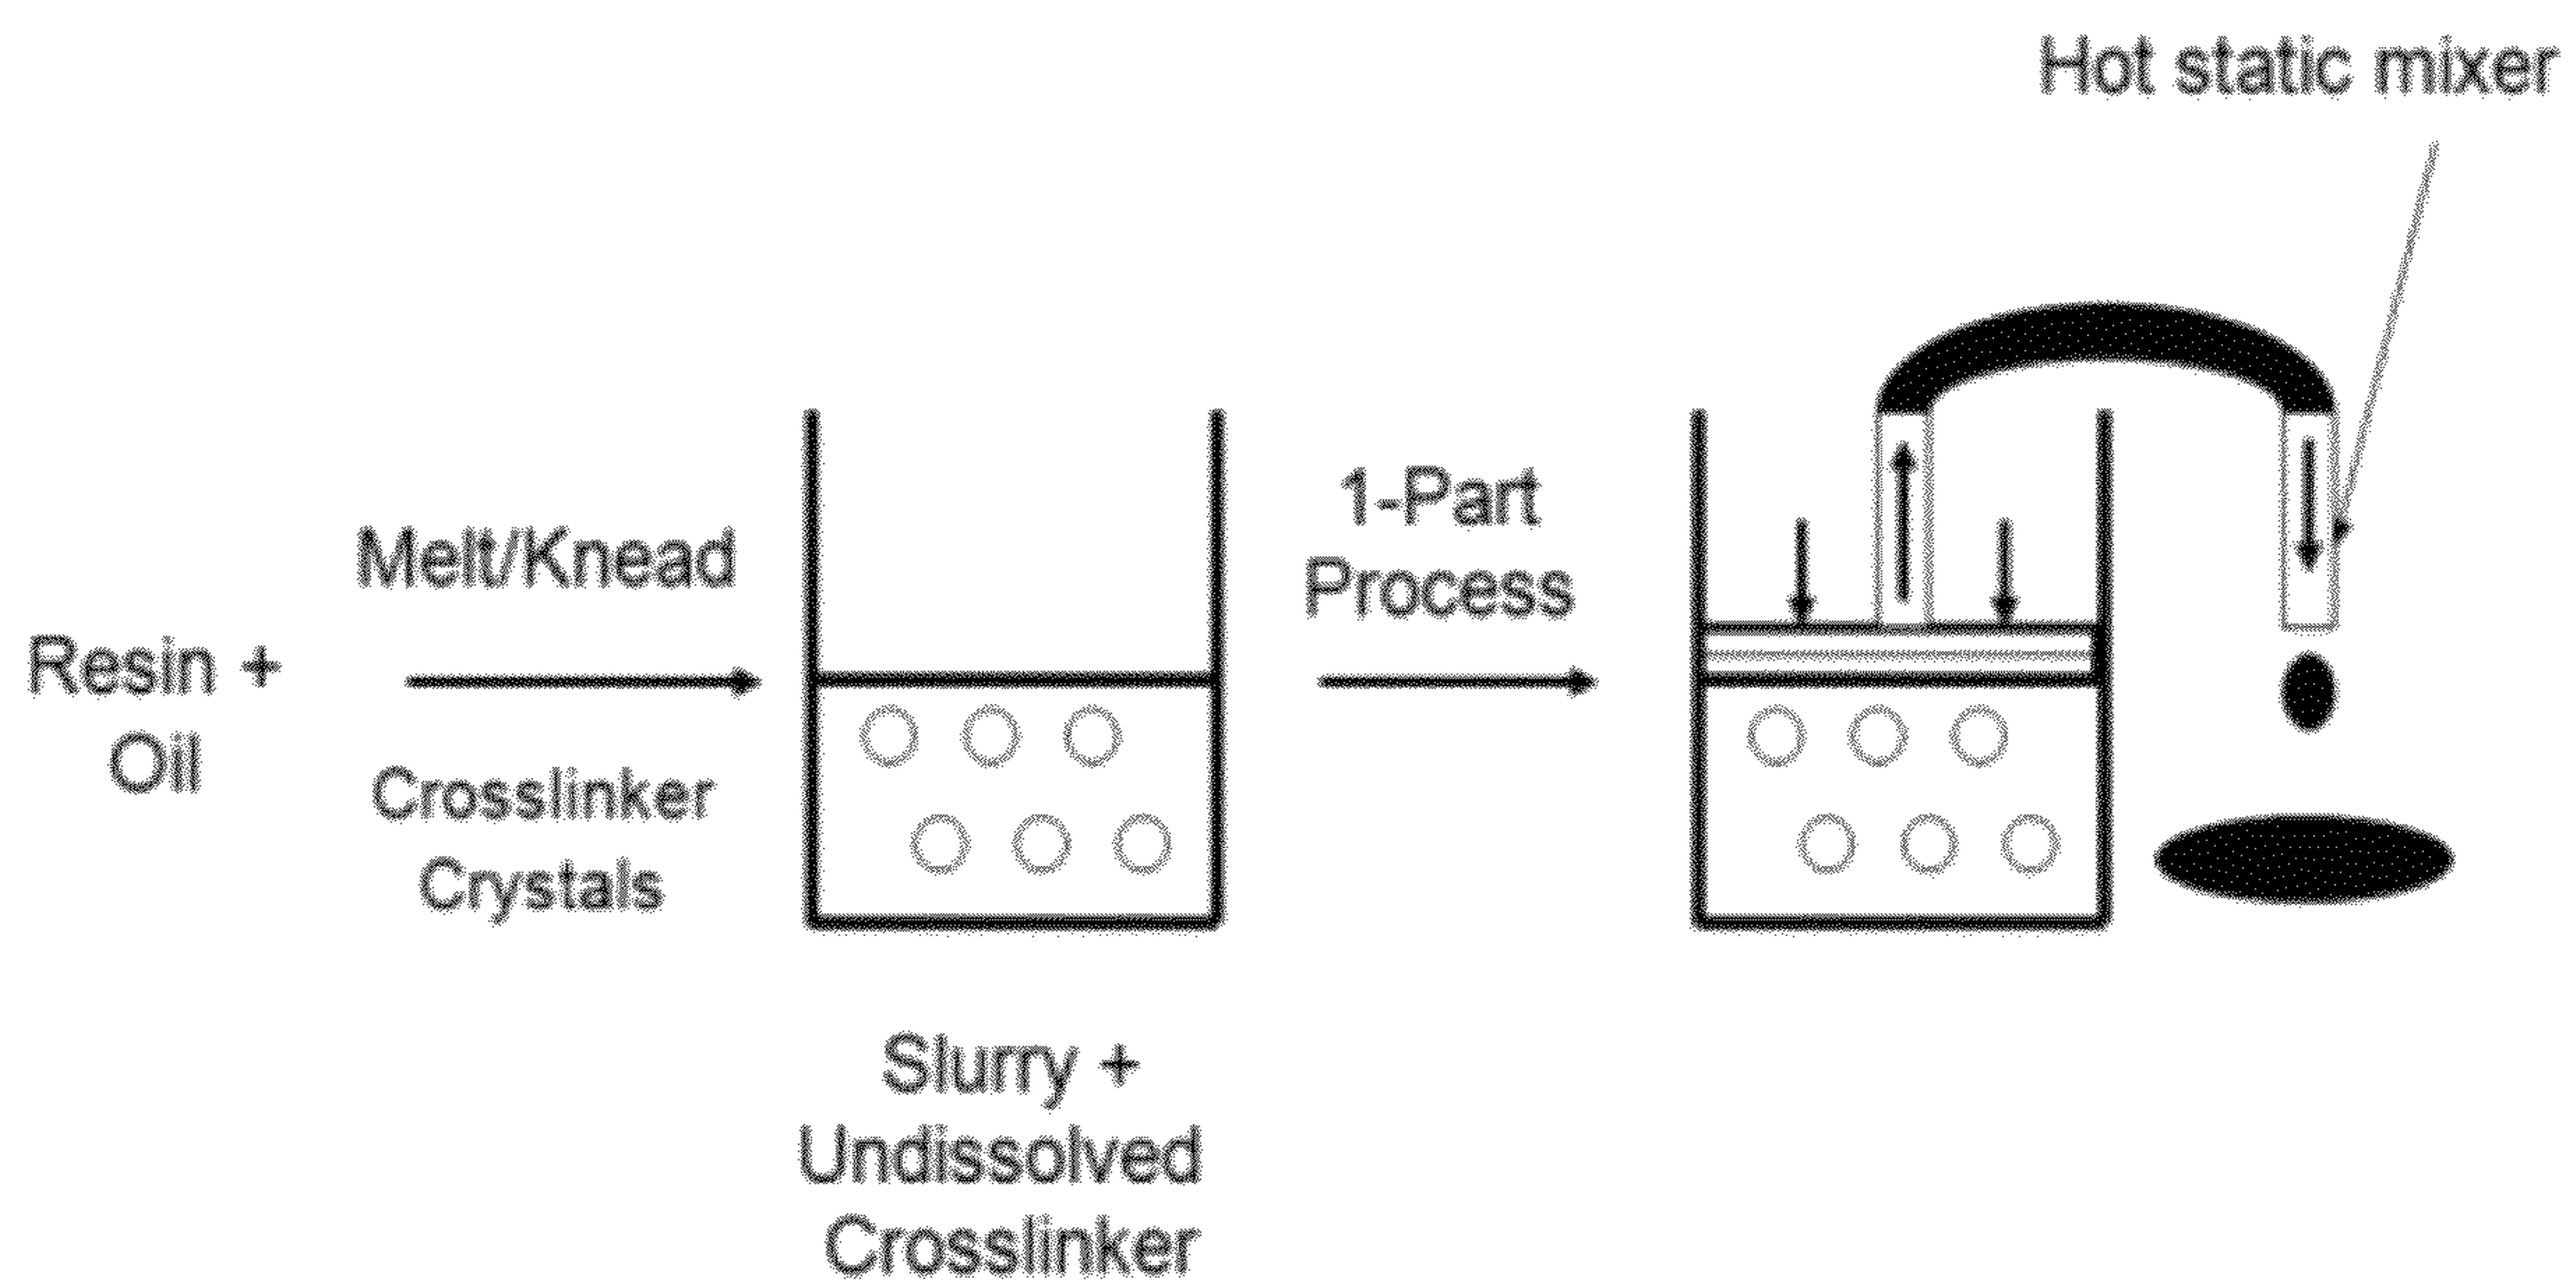 Hot static mixer
Resin +
Oil
Melt/Knead
Crosslinker
Crystals
1-Part
Process
Slurry +
Undissolved
Crosslinker